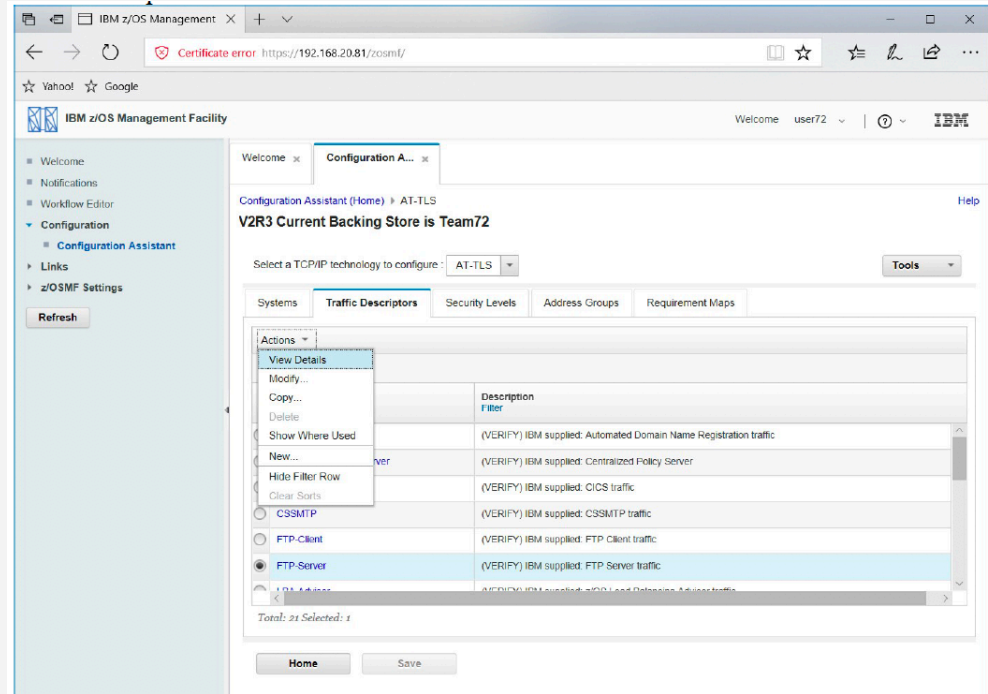 IBM z/OS Management
Certificate error https://192.168.20.81/zosmf/
Yahoo! Google
IBM z/OS Management Facility
Welcome user72
IBM
Welcome
Notifications
Workflow Editor
Configuration
Configuration Assistant
Links
z/OSMF Settings
Refresh
Welcome
Configuration A...
Configuration Assistant (Home) AT-TLS
Help
V2R3 Current Backing Store is Team72
Select a TCP/IP technology to configure : AT-TLS
Tools
Systems
Traffic Descriptors
Security Levels
Address Groups
Requirement Maps
Actions
View Details
Modify...
Copy...
Delete
Show Where Used
New...
Hide Filter Row
Clear Sorts
Description
Filter
(VERIFY) IBM supplied: Automated Domain Name Registration traffic
ver (VERIFY) IBM supplied: Centralized Policy Server
(VERIFY) IBM supplied: CICS traffic
CSSMTP (VERIFY) IBM supplied: CSSMTP traffic
FTP-Client (VERIFY) IBM supplied: FTP Client traffic
FTP-Server (VERIFY) IBM supplied: FTP Server traffic
Total: 21 Selected: 1
Home
Save